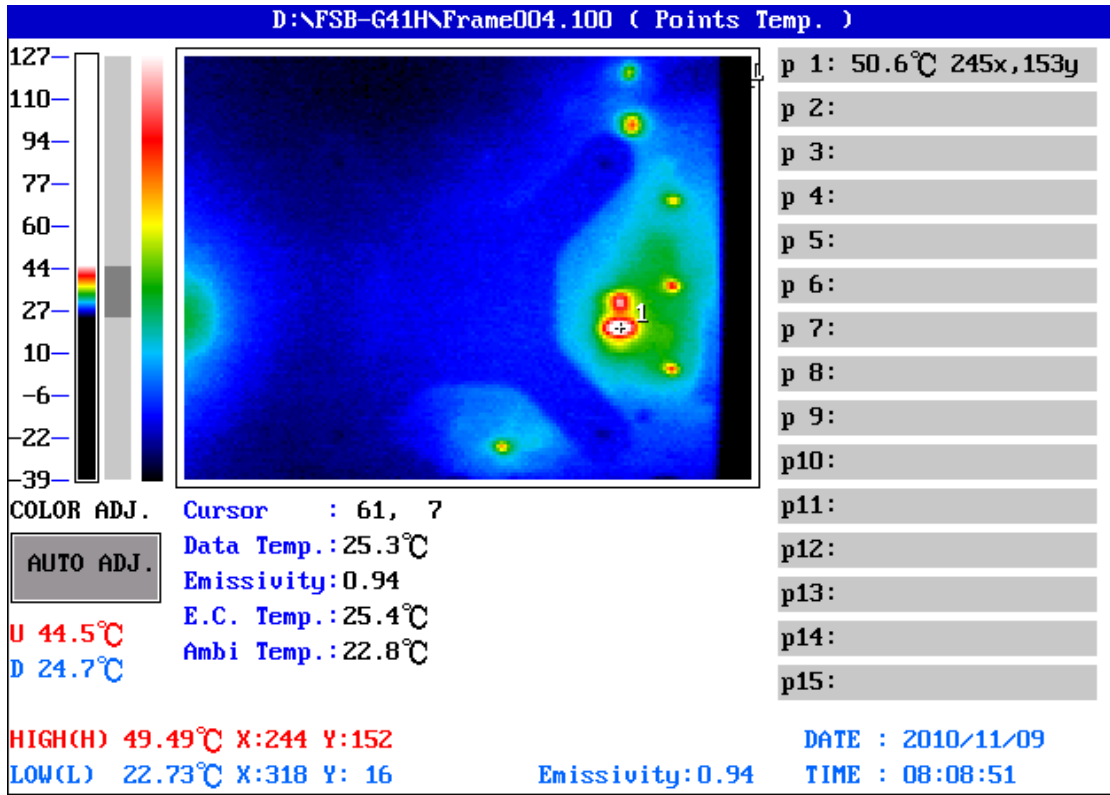 D:\FSB-G41H\Frame004.100 ( Points Temp. )
127
110
94
77
60
44
27
10
-6
-22
-39
1
p 1: 50.6℃ 245x,153y
p 2:
p 3:
p 4:
p 5:
p 6:
p 7:
p 8:
p 9:
p10:
p11:
p12:
p13:
p14:
p15:
COLOR ADJ.
AUTO ADJ.
U 44.5℃
D 24.7℃
Cursor : 61, 7
Data Temp.:25.3℃
Emissivity:0.94
E.C. Temp.:25.4℃
Ambi Temp.:22.8℃
HIGH(H) 49.49℃ X:244 Y:152
LOW(L) 22.73℃ X:318 Y: 16
Emissivity:0.94
DATE : 2010/11/09
TIME : 08:08:51